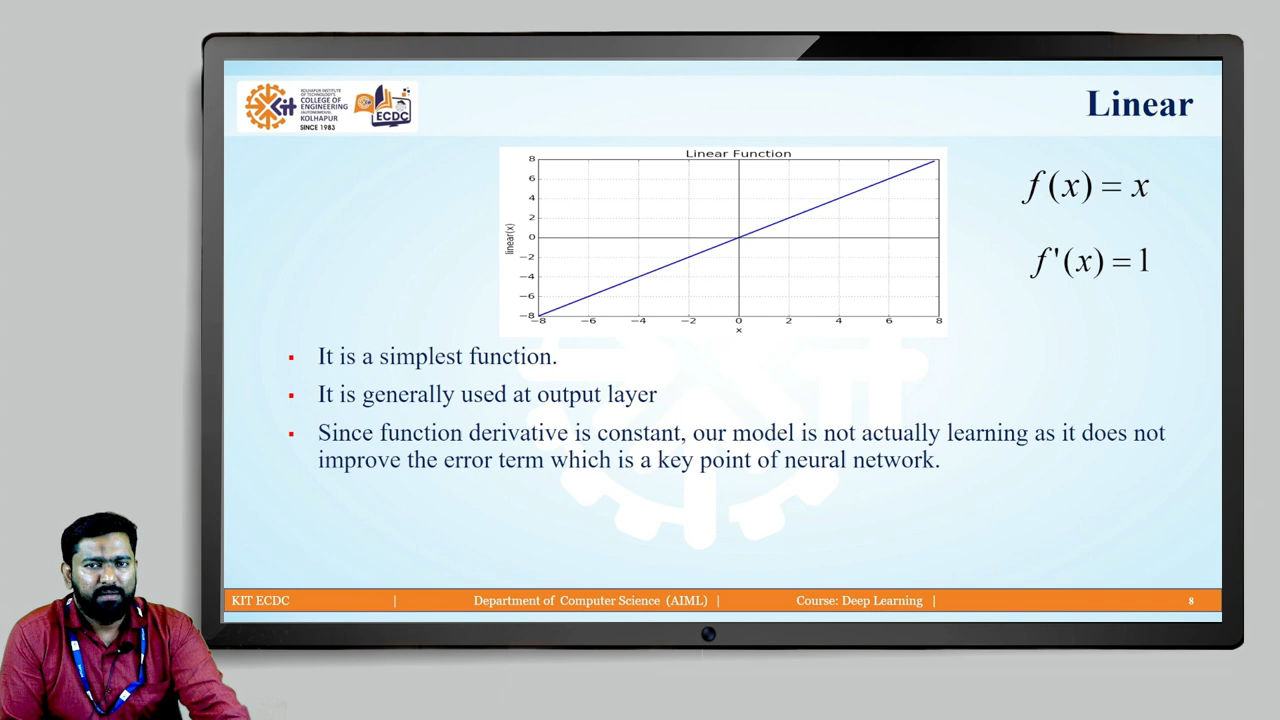 KOLHAPUR INSTITUTE
OF TECHNOLOGY'S
COLLEGE OF
ENGINEERING
(AUTONOMOUS),
KOLHAPUR
SINCE 1983
Kit
ECDC
Linear
Linear Function
f(x) = x
f'(x) = 1
linear(x)
8
6
4
2
0
−2
−4
−6
−8
−8 −6 −4 −2 0 2 4 6 8
x
▪ It is a simplest function.
▪ It is generally used at output layer
▪ Since function derivative is constant, our model is not actually learning as it does not
improve the error term which is a key point of neural network.
KIT ECDC | Department of Computer Science (AIML) | Course: Deep Learning | 8